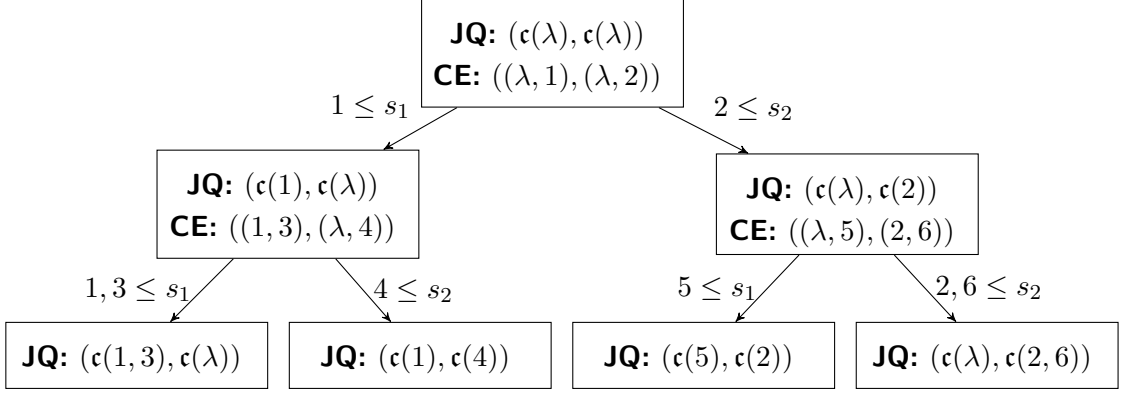 JQ: (𝔠(λ), 𝔠(λ))
CE: ((λ, 1), (λ, 2))
1 ≤ s₁
2 ≤ s₂
JQ: (𝔠(1), 𝔠(λ))
CE: ((1, 3), (λ, 4))
JQ: (𝔠(λ), 𝔠(2))
CE: ((λ, 5), (2, 6))
1, 3 ≤ s₁
4 ≤ s₂
5 ≤ s₁
2, 6 ≤ s₂
JQ: (𝔠(1, 3), 𝔠(λ))
JQ: (𝔠(1), 𝔠(4))
JQ: (𝔠(5), 𝔠(2))
JQ: (𝔠(λ), 𝔠(2, 6))